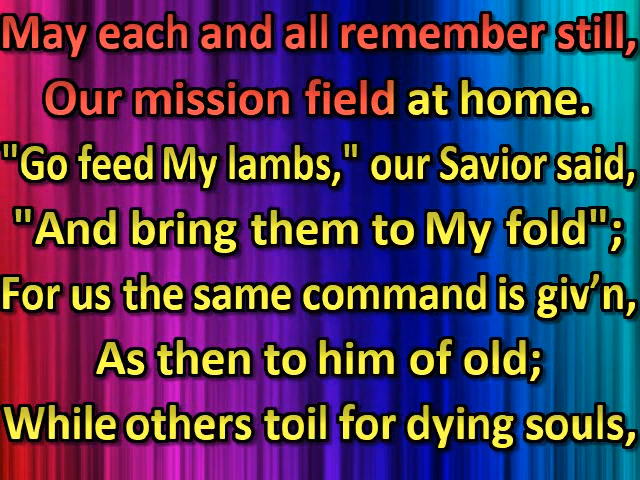 May each and all remember still,
Our mission field at home.
"Go feed My lambs," our Savior said,
"And bring them to My fold";
For us the same command is giv’n,
As then to him of old;
While others toil for dying souls,